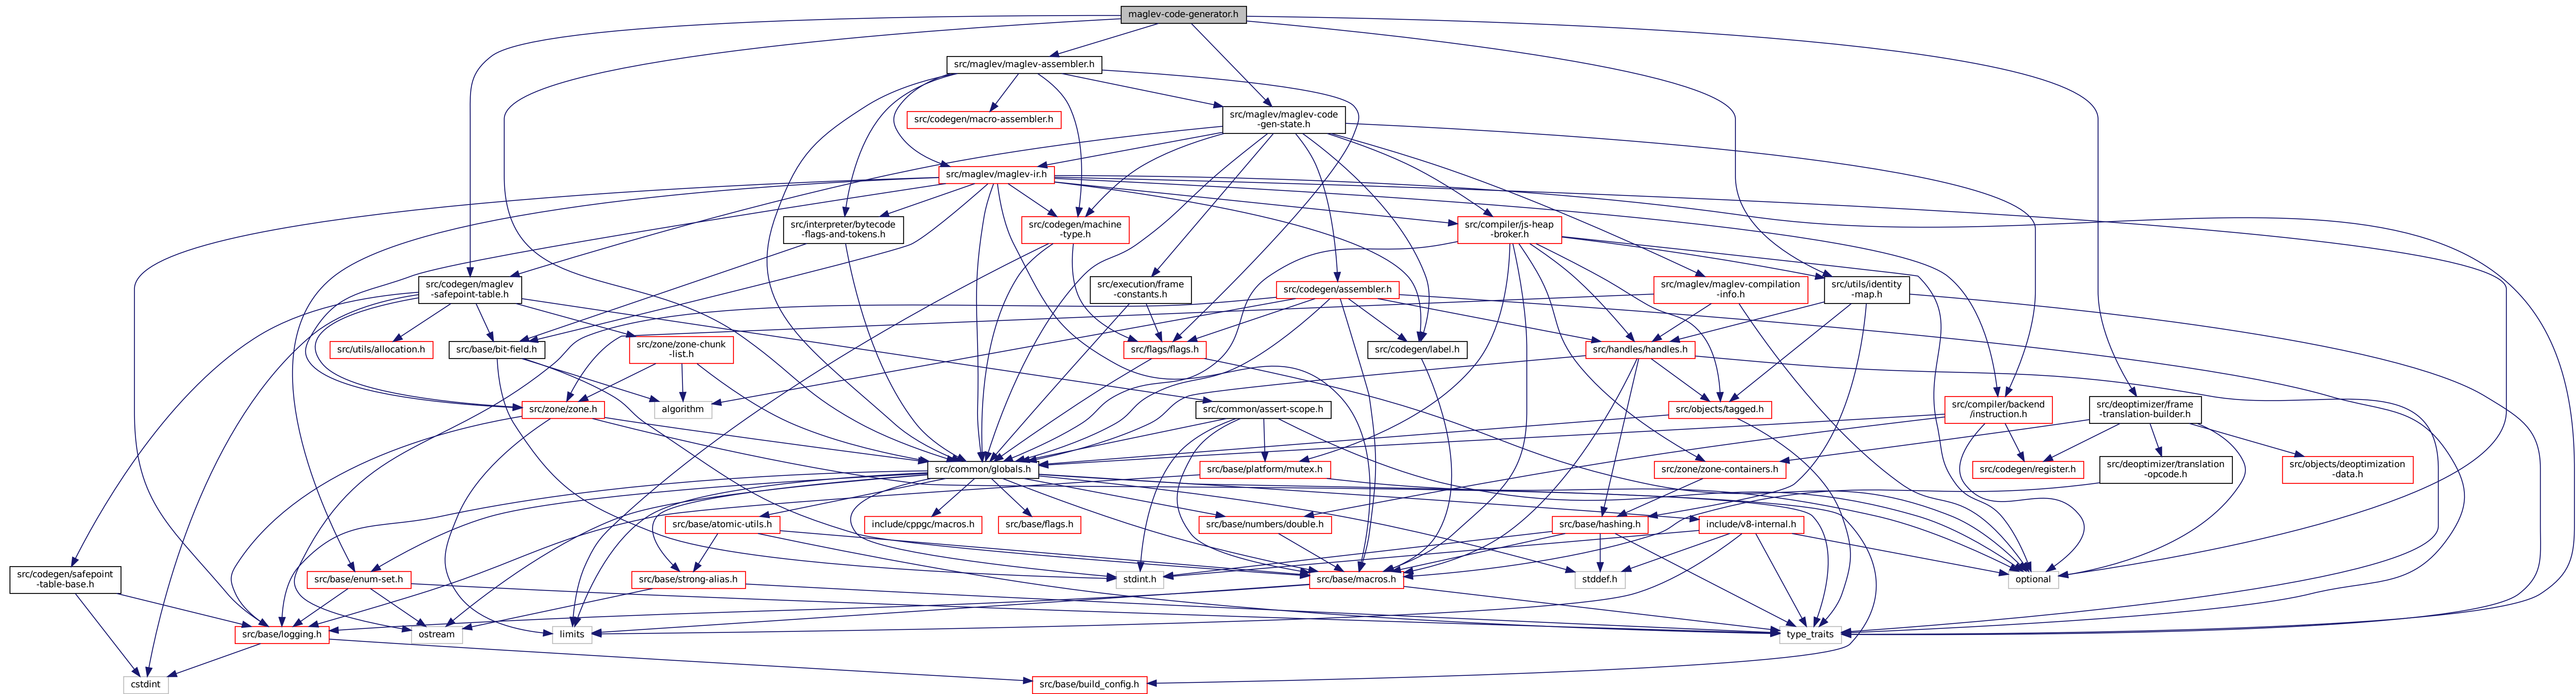 maglev-code-generator.h
src/maglev/maglev-assembler.h
src/codegen/macro-assembler.h
src/maglev/maglev-code
-gen-state.h
src/maglev/maglev-ir.h
src/interpreter/bytecode
-flags-and-tokens.h
src/codegen/machine
-type.h
src/compiler/js-heap
-broker.h
src/codegen/maglev
-safepoint-table.h
src/execution/frame
-constants.h
src/codegen/assembler.h
src/maglev/maglev-compilation
-info.h
src/utils/identity
-map.h
src/utils/allocation.h
src/base/bit-field.h
src/zone/zone-chunk
-list.h
src/flags/flags.h
src/codegen/label.h
src/handles/handles.h
src/zone/zone.h
algorithm
src/common/assert-scope.h
src/objects/tagged.h
src/compiler/backend
/instruction.h
src/deoptimizer/frame
-translation-builder.h
src/common/globals.h
src/base/platform/mutex.h
src/zone/zone-containers.h
src/codegen/register.h
src/deoptimizer/translation
-opcode.h
src/objects/deoptimization
-data.h
src/base/atomic-utils.h
include/cppgc/macros.h
src/base/flags.h
src/base/numbers/double.h
src/base/hashing.h
include/v8-internal.h
src/codegen/safepoint
-table-base.h
src/base/enum-set.h
src/base/strong-alias.h
stdint.h
src/base/macros.h
stddef.h
optional
src/base/logging.h
ostream
limits
type_traits
cstdint
src/base/build_config.h